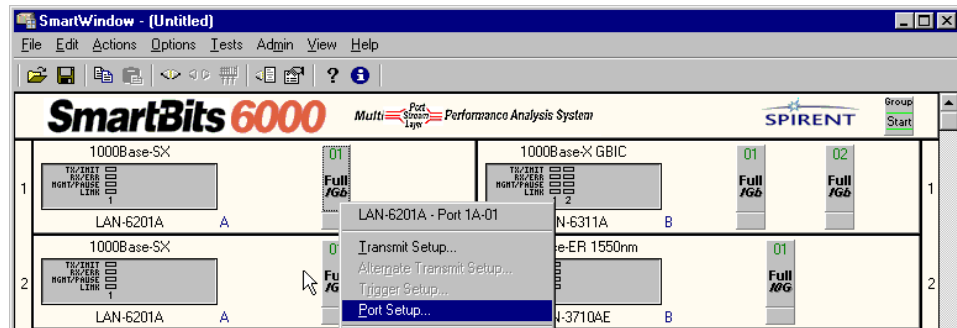 SmartWindow - (Untitled)
File Edit Actions Options Tests Admin View Help
SmartBits 6000 Multi Port Stream Layer Performance Analysis System SPIRENT Group Start
1000Base-SX 01 1000Base-X GBIC 01 02
TX/INIT
RX/ERR
MGMT/PAUSE
LINK
1
Full 1Gb
TX/INIT
RX/ERR
MGMT/PAUSE
LINK
1 2
Full 1Gb Full 1Gb
1 1
LAN-6201A A LAN-6201A - Port 1A-01 N-6311A B
1000Base-SX 0 Transmit Setup... e-ER 1550nm 01
Alternate Transmit Setup...
TX/INIT
RX/ERR
MGMT/PAUSE
LINK
1
Fu
Trigger Setup...
Full 10G
2 2
Port Setup...
LAN-6201A A N-3710AE B